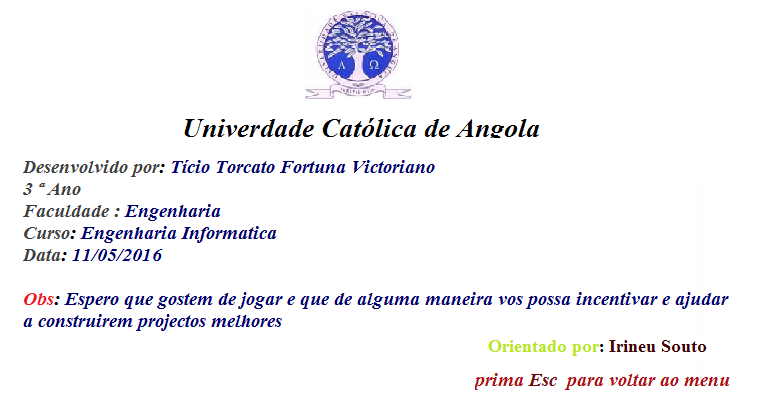 Α Ω
Univerdade Católica de Angola
Desenvolvido por: Tício Torcato Fortuna Victoriano
3 ª Ano
Faculdade : Engenharia
Curso: Engenharia Informatica
Data: 11/05/2016
Obs: Espero que gostem de jogar e que de alguma maneira vos possa incentivar e ajudar
a construirem projectos melhores
Orientado por: Irineu Souto
prima Esc para voltar ao menu